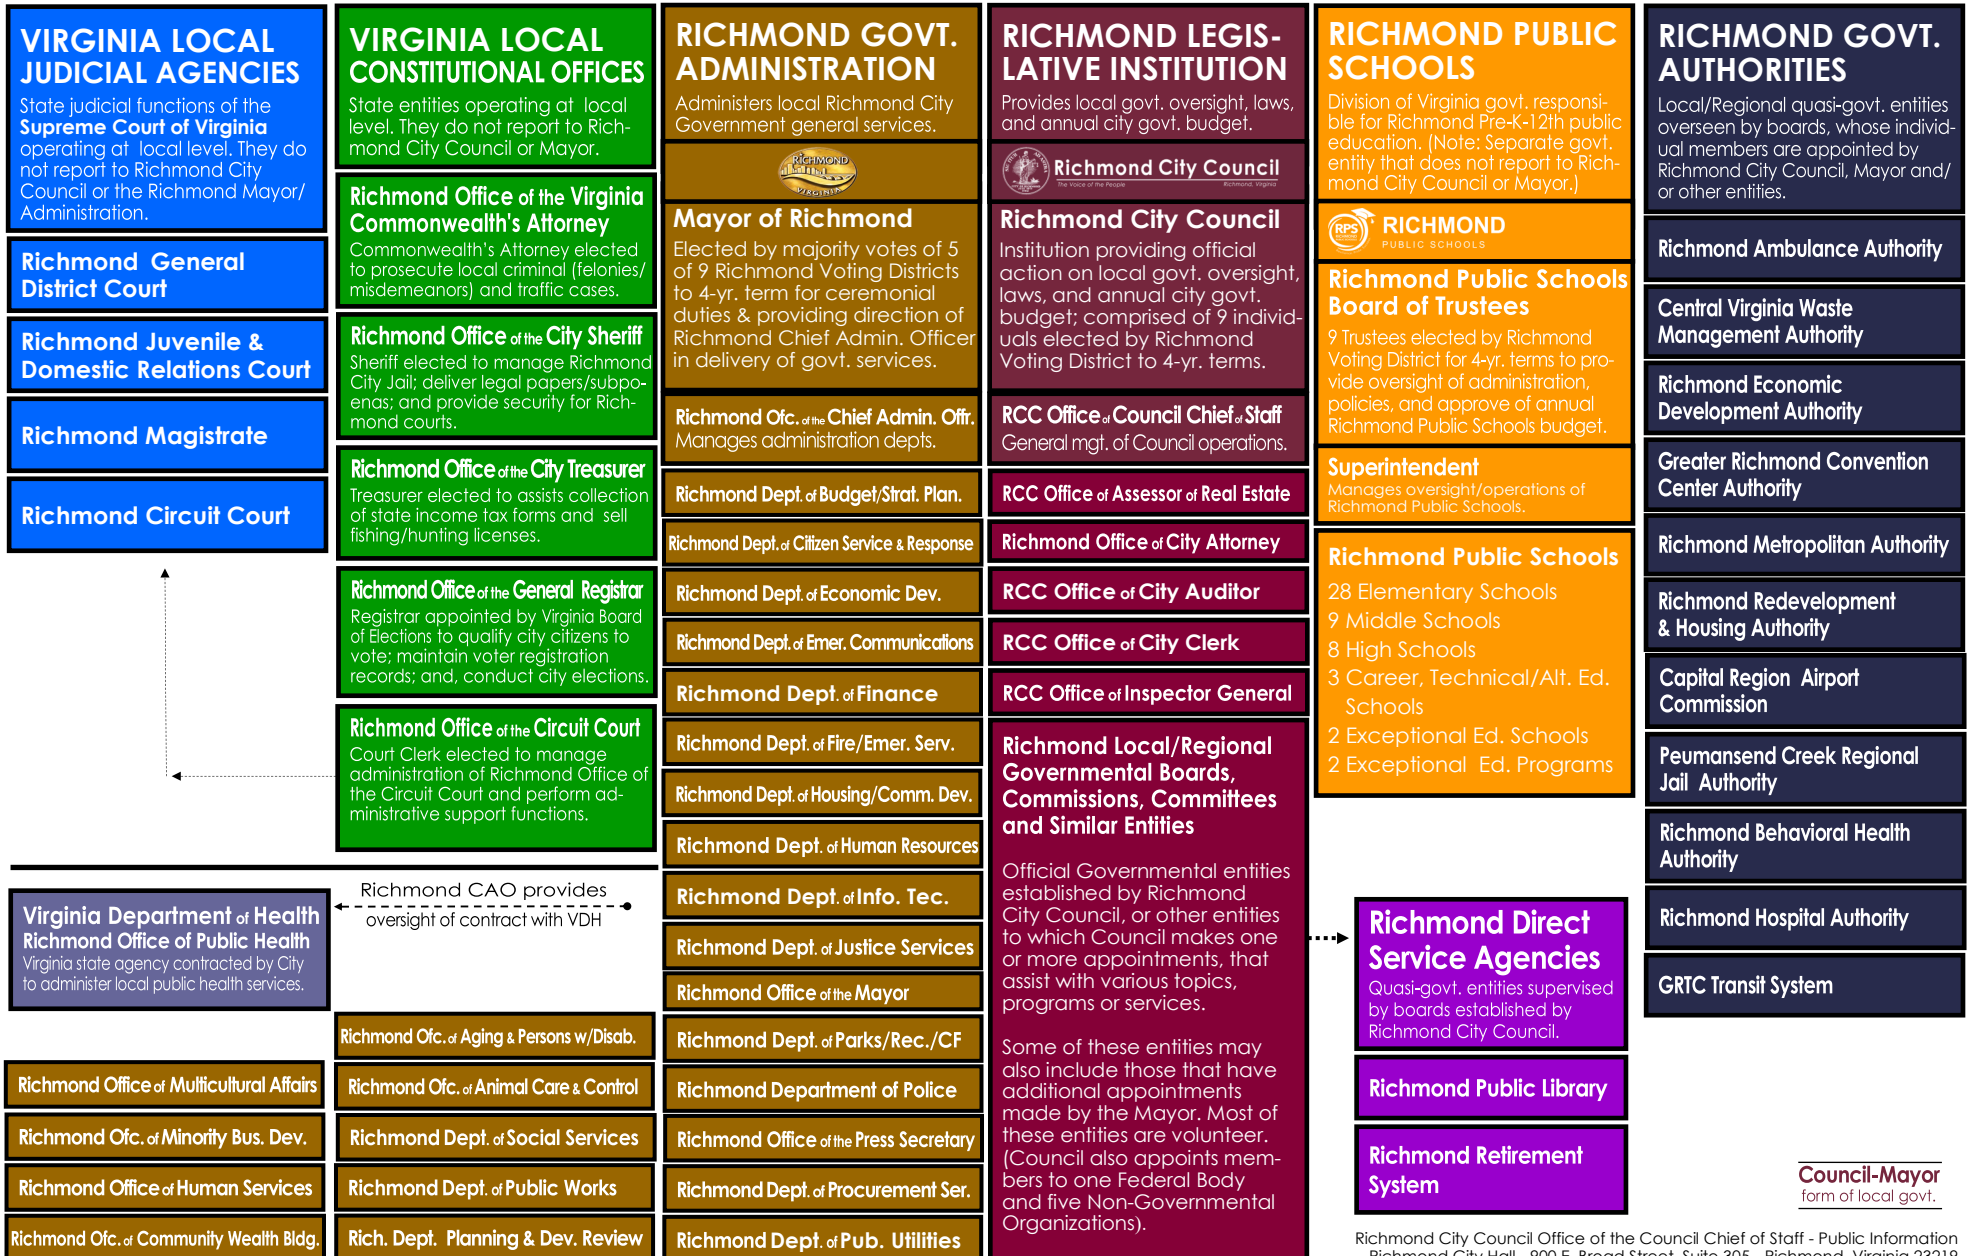 VIRGINIA LOCAL
JUDICIAL AGENCIES
State judicial functions of the
Supreme Court of Virginia
operating at local level. They do
not report to Richmond City
Council or the Richmond Mayor/
Administration.
Richmond General
District Court
Richmond Juvenile &
Domestic Relations Court
Richmond Magistrate
Richmond Circuit Court
VIRGINIA LOCAL
CONSTITUTIONAL OFFICES
State entities operating at local
level. They do not report to Rich-
mond City Council or Mayor.
Richmond Office of the Virginia
Commonwealth's Attorney
Commonwealth's Attorney elected
to prosecute local criminal (felonies/
misdemeanors) and traffic cases.
Richmond Office of the City Sheriff
Sheriff elected to manage Richmond
City Jail; deliver legal papers/subpo-
enas; and provide security for Rich-
mond courts.
Richmond Office of the City Treasurer
Treasurer elected to assists collection
of state income tax forms and sell
fishing/hunting licenses.
Richmond Office of the General Registrar
Registrar appointed by Virginia Board
of Elections to qualify city citizens to
vote; maintain voter registration
records; and, conduct city elections.
Richmond Office of the Circuit Court
Court Clerk elected to manage
administration of Richmond Office of
the Circuit Court and perform ad-
ministrative support functions.
Virginia Department of Health
Richmond Office of Public Health
Virginia state agency contracted by City
to administer local public health services.
Richmond CAO provides
oversight of contract with VDH
Richmond Office of Multicultural Affairs
Richmond Ofc. of Minority Bus. Dev.
Richmond Office of Human Services
Richmond Ofc. of Community Wealth Bldg.
Richmond Ofc. of Aging & Persons w/Disab.
Richmond Ofc. of Animal Care & Control
Richmond Dept. of Social Services
Richmond Dept. of Public Works
Rich. Dept. Planning & Dev. Review
RICHMOND GOVT.
ADMINISTRATION
Administers local Richmond City
Government general services.
RICHMOND
VIRGINIA
Mayor of Richmond
Elected by majority votes of 5
of 9 Richmond Voting Districts
to 4-yr. term for ceremonial
duties & providing direction of
Richmond Chief Admin. Officer
in delivery of govt. services.
Richmond Ofc. of the Chief Admin. Offr.
Manages administration depts.
Richmond Dept. of Budget/Strat. Plan.
Richmond Dept. of Citizen Service & Response
Richmond Dept. of Economic Dev.
Richmond Dept. of Emer. Communications
Richmond Dept. of Finance
Richmond Dept. of Fire/Emer. Serv.
Richmond Dept. of Housing/Comm. Dev.
Richmond Dept. of Human Resources
Richmond Dept. of Info. Tec.
Richmond Dept. of Justice Services
Richmond Office of the Mayor
Richmond Dept. of Parks/Rec./CF
Richmond Department of Police
Richmond Office of the Press Secretary
Richmond Dept. of Procurement Ser.
Richmond Dept. of Pub. Utilities
RICHMOND LEGIS-
LATIVE INSTITUTION
Provides local govt. oversight, laws,
and annual city govt. budget.
Richmond City Council
The Voice of the People Richmond, Virginia
Richmond City Council
Institution providing official
action on local govt. oversight,
laws, and annual city govt.
budget; comprised of 9 individ-
uals elected by Richmond
Voting District to 4-yr. terms.
RCC Office of Council Chief of Staff
General mgt. of Council operations.
RCC Office of Assessor of Real Estate
Richmond Office of City Attorney
RCC Office of City Auditor
RCC Office of City Clerk
RCC Office of Inspector General
Richmond Local/Regional
Governmental Boards,
Commissions, Committees
and Similar Entities
Official Governmental entities
established by Richmond
City Council, or other entities
to which Council makes one
or more appointments, that
assist with various topics,
programs or services.
Some of these entities may
also include those that have
additional appointments
made by the Mayor. Most of
these entities are volunteer.
(Council also appoints mem-
bers to one Federal Body
and five Non-Governmental
Organizations).
RICHMOND PUBLIC
SCHOOLS
Division of Virginia govt. responsi-
ble for Richmond Pre-K-12th public
education. (Note: Separate govt.
entity that does not report to Rich-
mond City Council or Mayor.)
RPS
RICHMOND
PUBLIC SCHOOLS
Richmond Public Schools
Board of Trustees
9 Trustees elected by Richmond
Voting District for 4-yr. terms to pro-
vide oversight of administration,
policies, and approve of annual
Richmond Public Schools budget.
Superintendent
Manages oversight/operations of
Richmond Public Schools.
Richmond Public Schools
28 Elementary Schools
9 Middle Schools
8 High Schools
3 Career, Technical/Alt. Ed.
Schools
2 Exceptional Ed. Schools
2 Exceptional Ed. Programs
Richmond Direct
Service Agencies
Quasi-govt. entities supervised
by boards established by
Richmond City Council.
Richmond Public Library
Richmond Retirement
System
RICHMOND GOVT.
AUTHORITIES
Local/Regional quasi-govt. entities
overseen by boards, whose individ-
ual members are appointed by
Richmond City Council, Mayor and/
or other entities.
Richmond Ambulance Authority
Central Virginia Waste
Management Authority
Richmond Economic
Development Authority
Greater Richmond Convention
Center Authority
Richmond Metropolitan Authority
Richmond Redevelopment
& Housing Authority
Capital Region Airport
Commission
Peumansend Creek Regional
Jail Authority
Richmond Behavioral Health
Authority
Richmond Hospital Authority
GRTC Transit System
Council-Mayor
form of local govt.
Richmond City Council Office of the Council Chief of Staff - Public Information
Richmond City Hall - 900 E. Broad Street, Suite 305 - Richmond, Virginia 23219